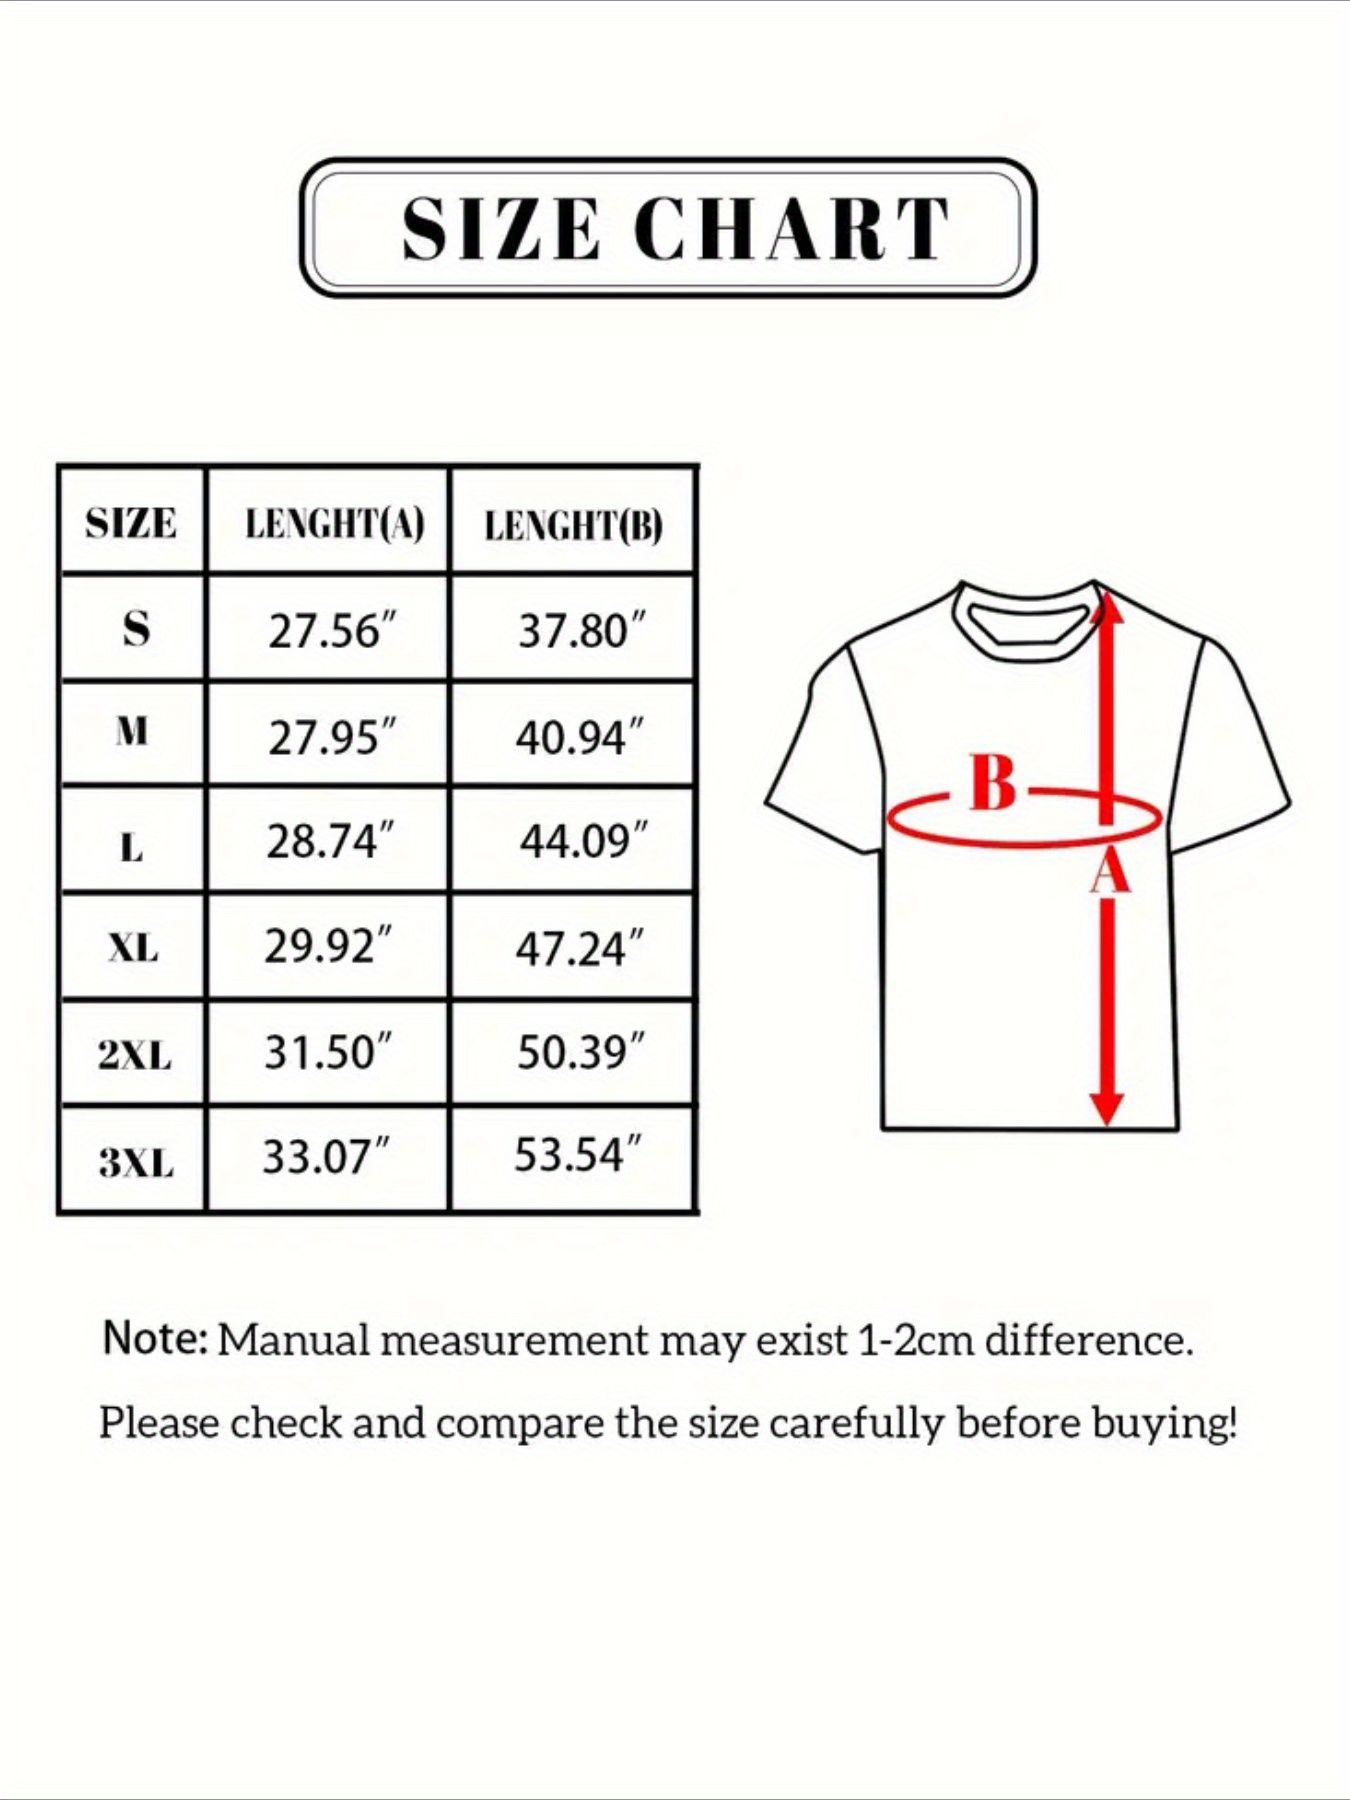 SIZE CHART
SIZE LENGHT(A) LENGHT(B)
S 27.56″ 37.80″
M 27.95″ 40.94″
L 28.74″ 44.09″
XL 29.92″ 47.24″
2XL 31.50″ 50.39″
3XL 33.07″ 53.54″
B
A
Note: Manual measurement may exist 1-2cm difference.
Please check and compare the size carefully before buying!